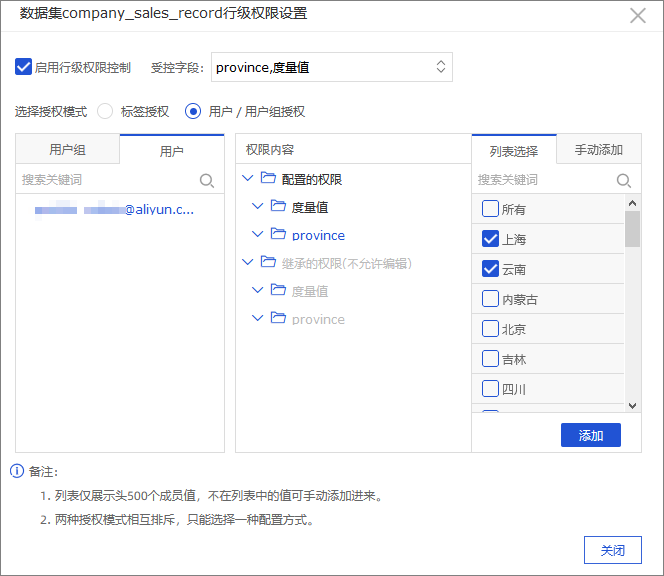 数据集company_sales_record行级权限设置
启用行级权限控制 受控字段: province,度量值
选择授权模式 标签授权 用户 / 用户组授权
用户组 用户
搜索关键词
@aliyun.c...
权限内容
配置的权限
度量值
province
继承的权限(不允许编辑)
度量值
province
列表选择 手动添加
搜索关键词
所有
上海
云南
内蒙古
北京
吉林
四川
添加
备注:
1. 列表仅展示头500个成员值，不在列表中的值可手动添加进来。
2. 两种授权模式相互排斥，只能选择一种配置方式。
关闭